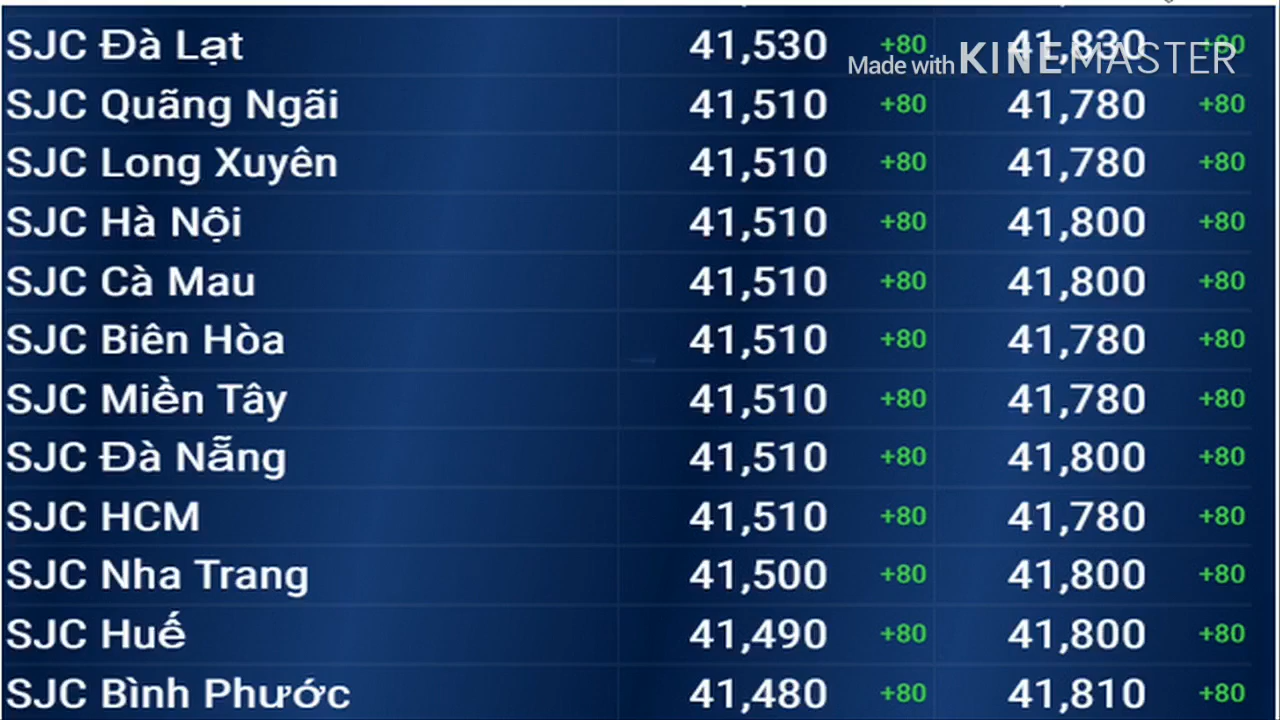 SJC Đà Lạt 41,530 +80 41,830 +80
Made with KINEMASTER
SJC Quãng Ngãi 41,510 +80 41,780 +80
SJC Long Xuyên 41,510 +80 41,780 +80
SJC Hà Nội 41,510 +80 41,800 +80
SJC Cà Mau 41,510 +80 41,800 +80
SJC Biên Hòa 41,510 +80 41,780 +80
SJC Miền Tây 41,510 +80 41,780 +80
SJC Đà Nẵng 41,510 +80 41,800 +80
SJC HCM 41,510 +80 41,780 +80
SJC Nha Trang 41,500 +80 41,800 +80
SJC Huế 41,490 +80 41,800 +80
SJC Bình Phước 41,480 +80 41,810 +80